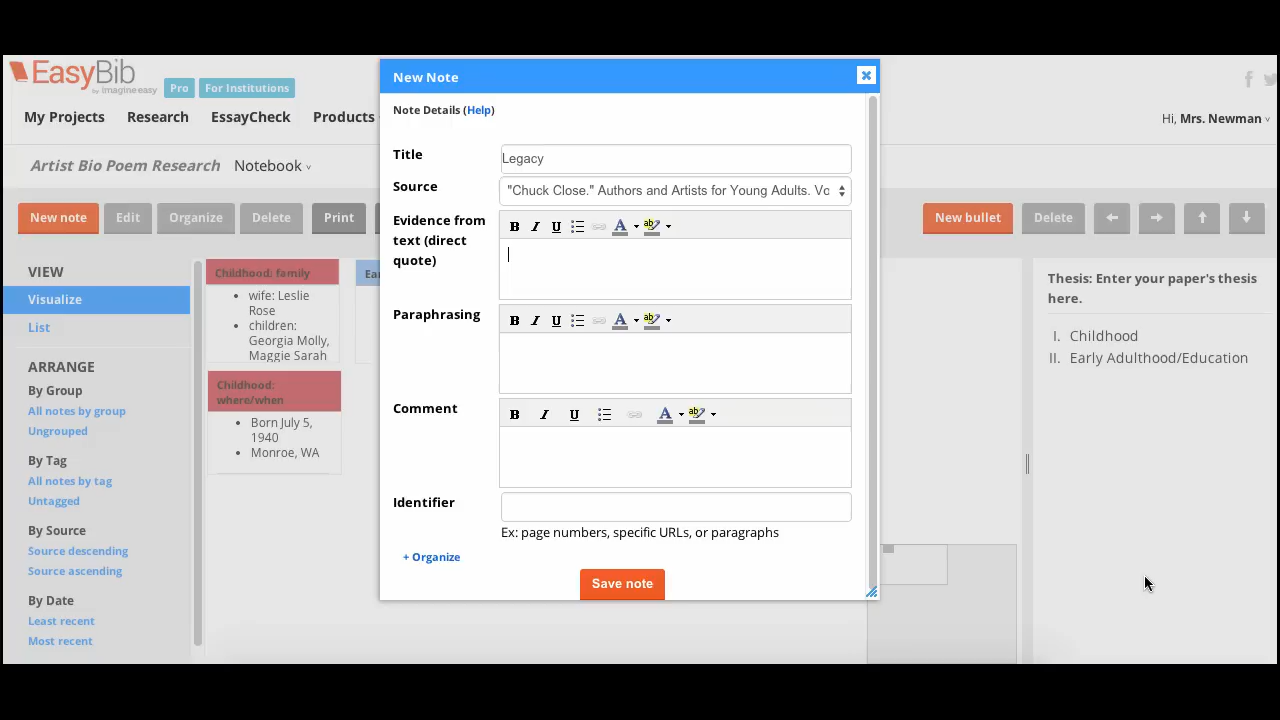 EasyBib
by imagine easy
Pro
For Institutions
My Projects
Research
EssayCheck
Products
Hi, Mrs. Newman
Artist Bio Poem Research
Notebook
New note
Edit
Organize
Delete
Print
New bullet
Delete
VIEW
Visualize
List
ARRANGE
By Group
All notes by group
Ungrouped
By Tag
All notes by tag
Untagged
By Source
Source descending
Source ascending
By Date
Least recent
Most recent
Childhood: family
wife: Leslie
Rose
children:
Georgia Molly,
Maggie Sarah
Childhood:
where/when
Born July 5,
1940
Monroe, WA
Ear
New Note
Note Details (Help)
Title
Legacy
Source
"Chuck Close." Authors and Artists for Young Adults. Vo
Evidence from
text (direct
quote)
B I U A ab
Paraphrasing
B I U A ab
Comment
B I U A ab
Identifier
Ex: page numbers, specific URLs, or paragraphs
+ Organize
Save note
Thesis: Enter your paper's thesis
here.
I. Childhood
II. Early Adulthood/Education